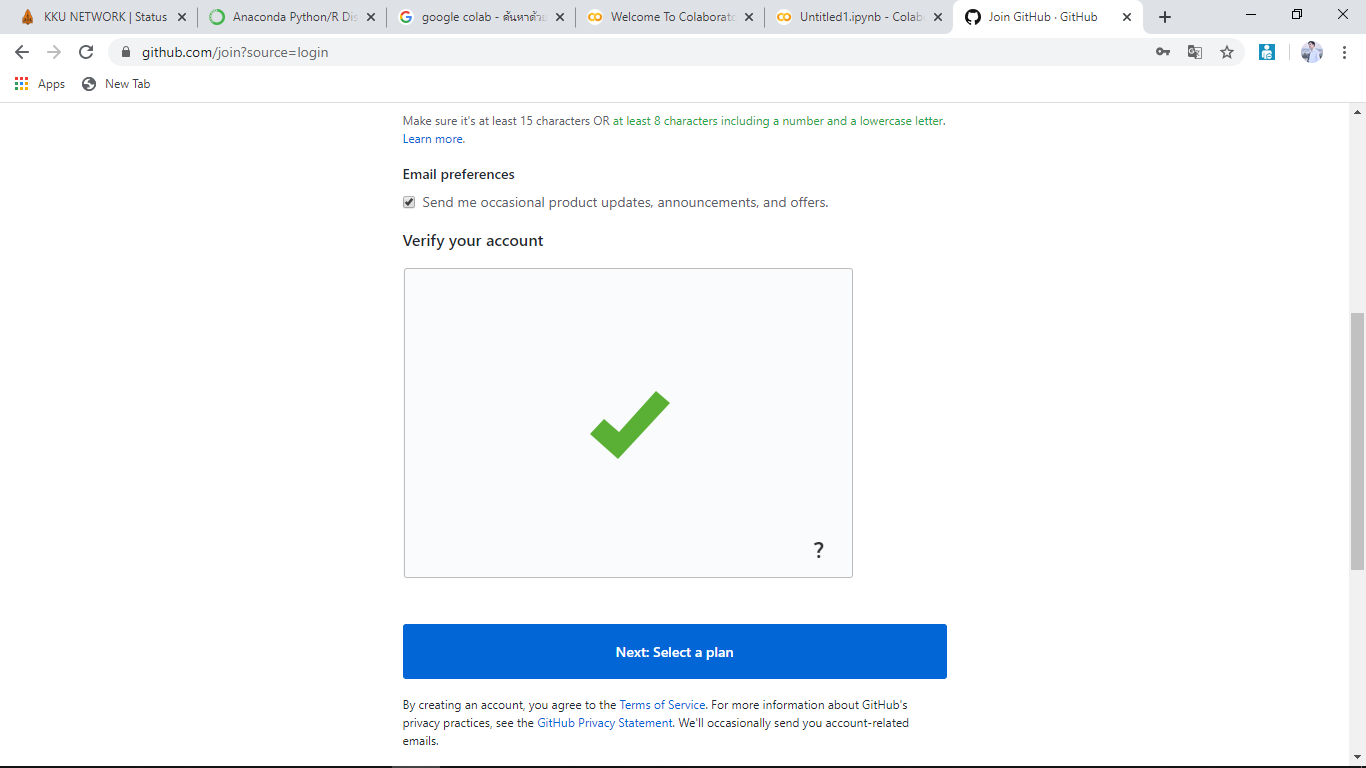 KKU NETWORK | Status
Anaconda Python/R Dis
google colab - ค้นหาด้วย
Welcome To Colaborato
Untitled1.ipynb - Colab
Join GitHub · GitHub
github.com/join?source=login
Apps
New Tab
Make sure it's at least 15 characters OR at least 8 characters including a number and a lowercase letter.
Learn more.
Email preferences
Send me occasional product updates, announcements, and offers.
Verify your account
?
Next: Select a plan
By creating an account, you agree to the Terms of Service. For more information about GitHub's
privacy practices, see the GitHub Privacy Statement. We'll occasionally send you account-related
emails.